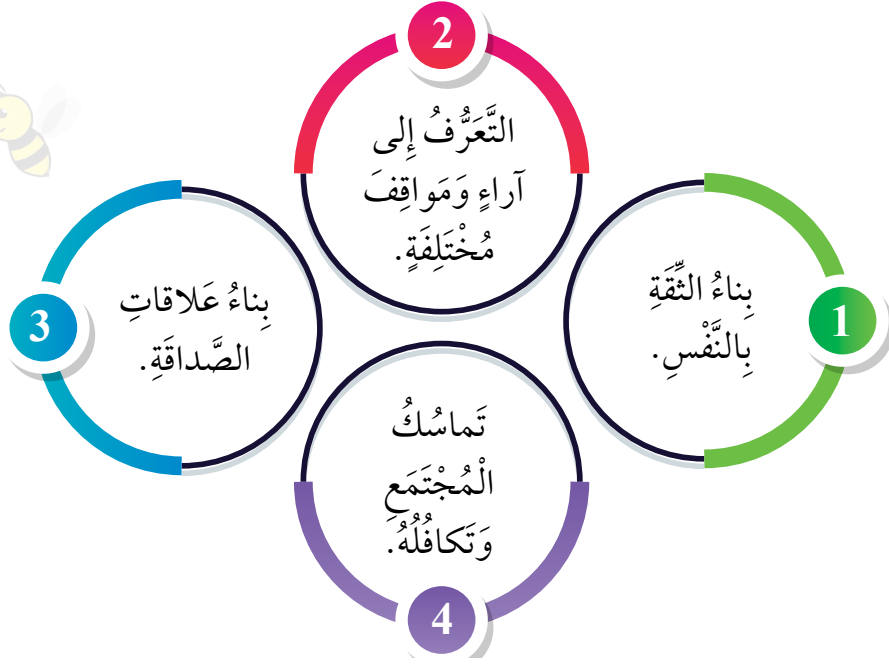 1
بِناءُ الثِّقَةِ
بِالنَّفْسِ.
2
التَّعَرُّفُ إِلى
آراءٍ وَمَواقِفَ
مُخْتَلِفَةٍ.
3
بِناءُ عَلاقاتِ
الصَّداقَةِ.
4
تَماسُكُ
الْمُجْتَمَعِ
وَتَكافُلُهُ.